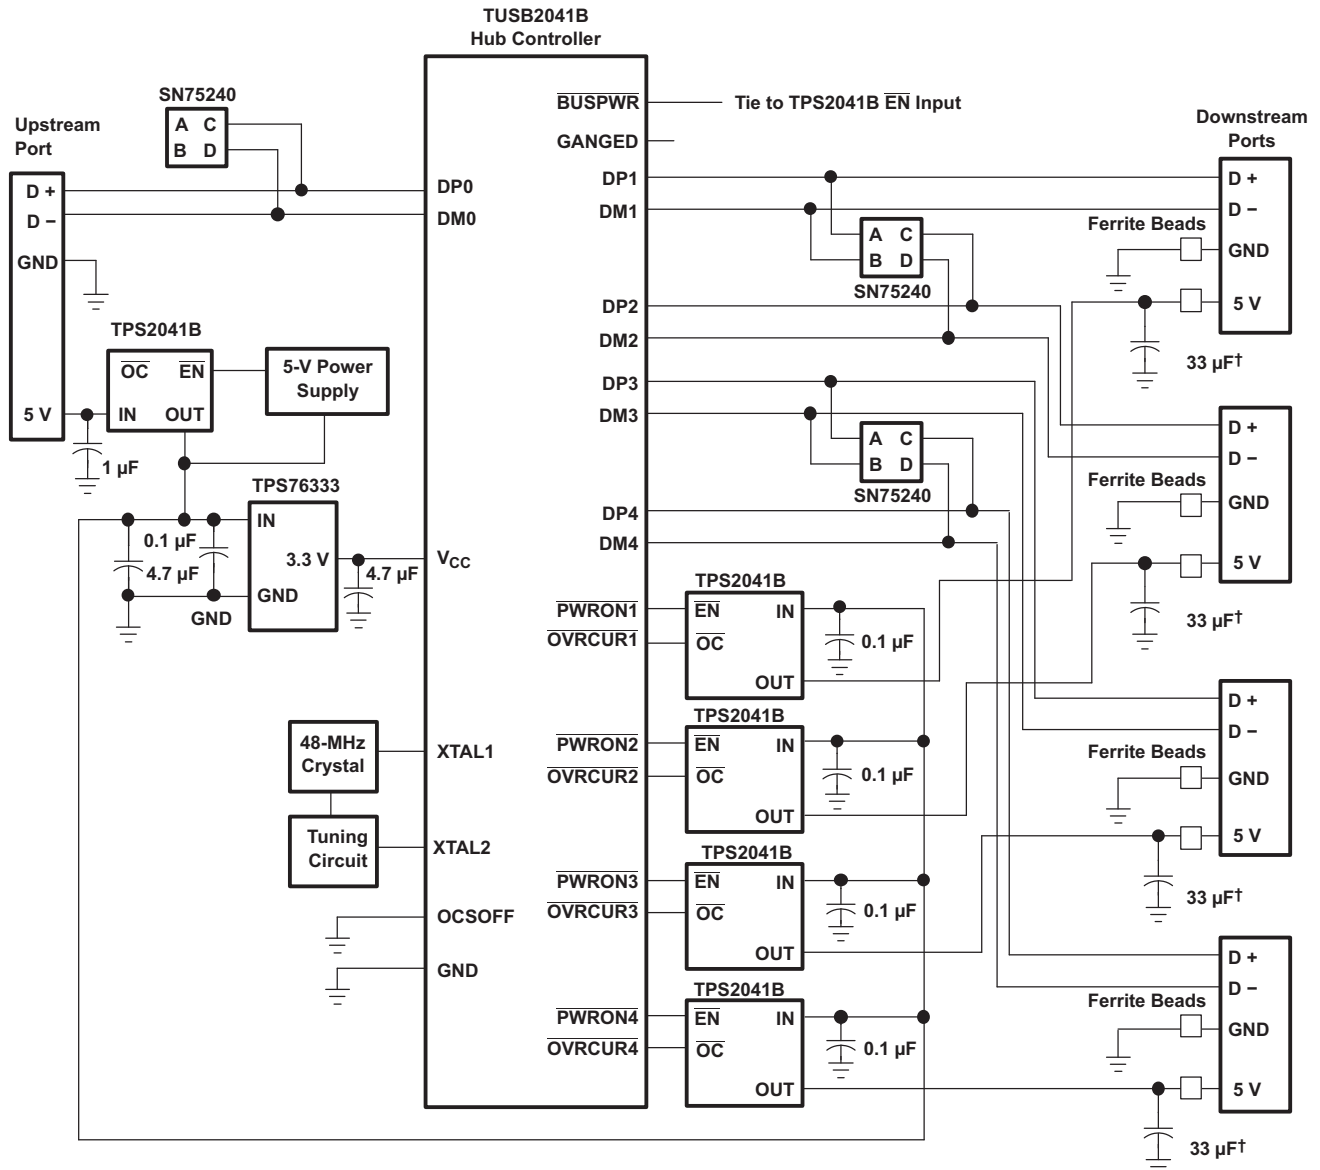 TUSB2041B
Hub Controller
SN75240
A C
B D
Upstream
Port
D +
D −
GND
5 V
TPS2041B
OC EN
IN OUT
1 µF
5-V Power
Supply
TPS76333
IN
3.3 V
GND
0.1 µF
4.7 µF
GND
4.7 µF
48-MHz
Crystal
Tuning
Circuit
DP0
DM0
VCC
XTAL1
XTAL2
OCSOFF
GND
BUSPWR
Tie to TPS2041B EN Input
GANGED
DP1
DM1
DP2
DM2
DP3
DM3
DP4
DM4
PWRON1
OVRCUR1
PWRON2
OVRCUR2
PWRON3
OVRCUR3
PWRON4
OVRCUR4
A C
B D
SN75240
A C
B D
SN75240
TPS2041B
EN IN
OC
OUT
0.1 µF
TPS2041B
EN IN
OC
OUT
0.1 µF
TPS2041B
EN IN
OC
OUT
0.1 µF
TPS2041B
EN IN
OC
OUT
0.1 µF
Downstream
Ports
D +
D −
Ferrite Beads
GND
5 V
33 µF†
D +
D −
Ferrite Beads
GND
5 V
33 µF†
D +
D −
Ferrite Beads
GND
5 V
33 µF†
D +
D −
Ferrite Beads
GND
5 V
33 µF†